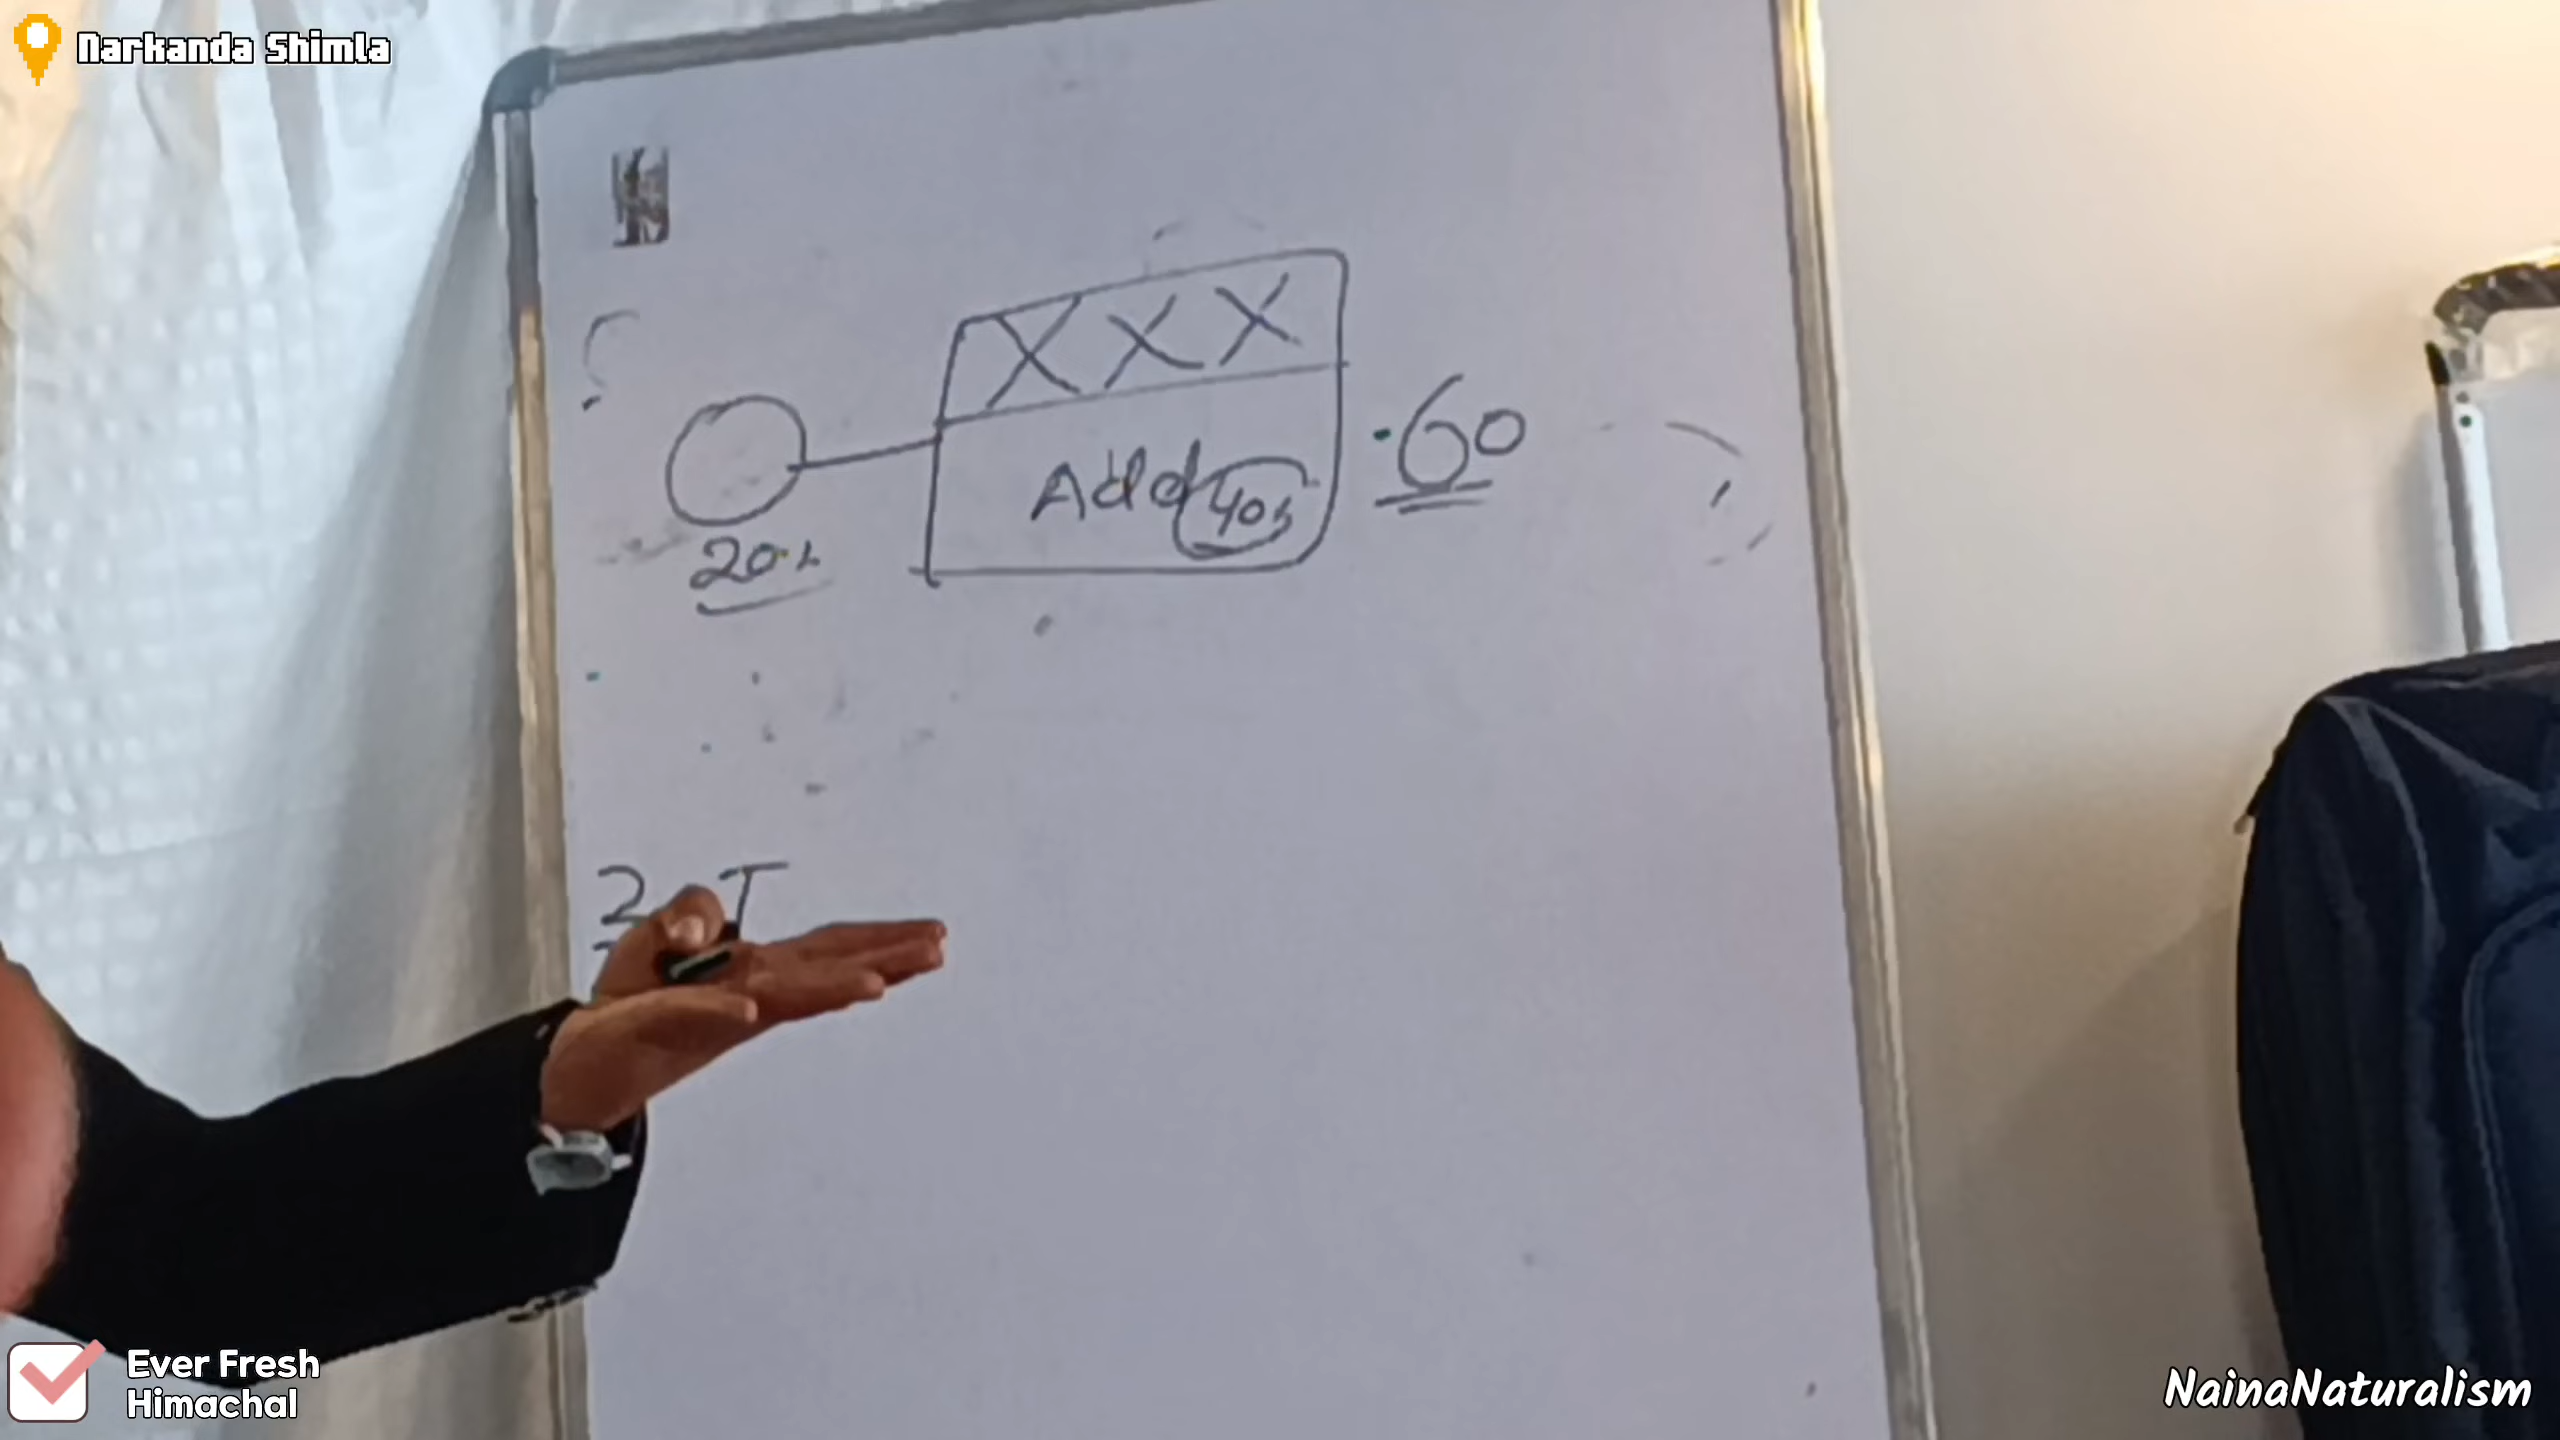 Narkanda Shimla
XXX
60
Add 40%
20%
Ever Fresh
Himachal
NainaNaturalism